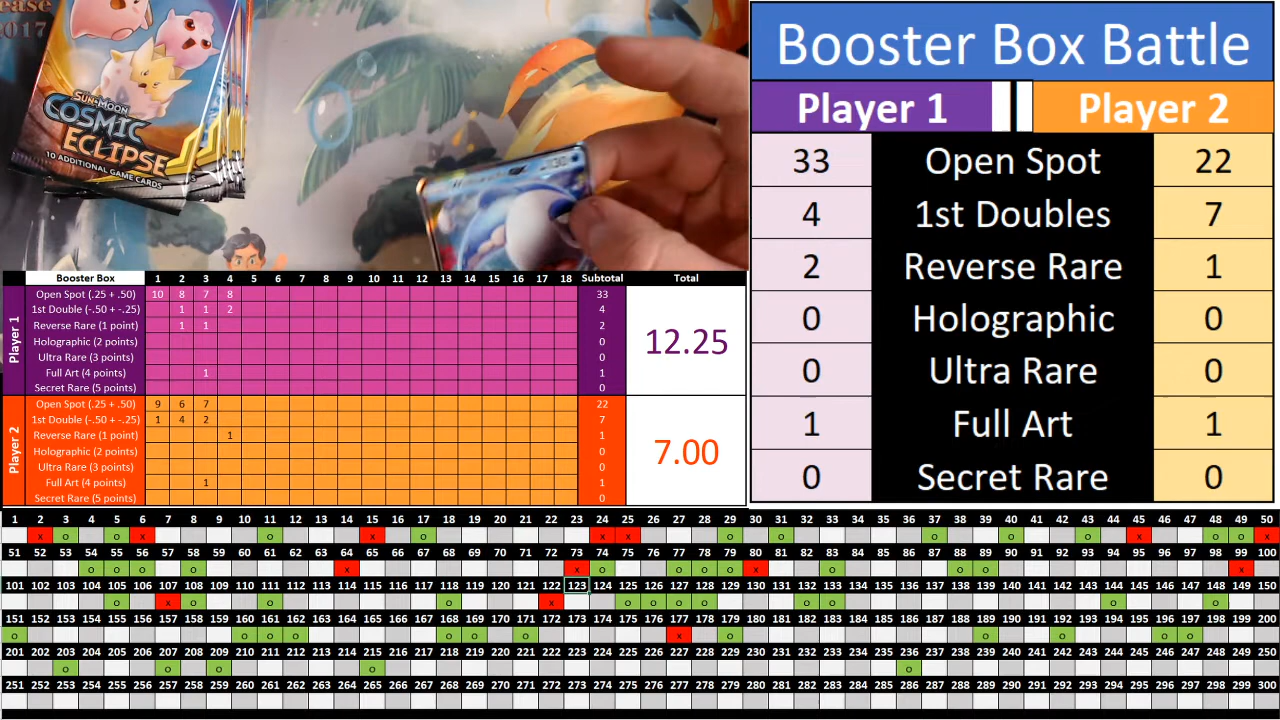 ease
2017
SUN & MOON
COSMIC
ECLIPSE
10 ADDITIONAL GAME CARDS
Booster Box Battle
Player 1 Player 2
33 Open Spot 22
4 1st Doubles 7
2 Reverse Rare 1
0 Holographic 0
0 Ultra Rare 0
1 Full Art 1
0 Secret Rare 0
Booster Box 1 2 3 4 5 6 7 8 9 10 11 12 13 14 15 16 17 18 Subtotal Total
Player 1
Open Spot (.25 + .50) 10 8 7 8 33
1st Double (-.50 + -.25) 1 1 2 4
Reverse Rare (1 point) 1 1 2
Holographic (2 points) 0
Ultra Rare (3 points) 0
Full Art (4 points) 1 1
Secret Rare (5 points) 0
12.25
Player 2
Open Spot (.25 + .50) 9 6 7 22
1st Double (-.50 + -.25) 1 4 2 7
Reverse Rare (1 point) 1 1
Holographic (2 points) 0
Ultra Rare (3 points) 0
Full Art (4 points) 1 1
Secret Rare (5 points) 0
7.00
1 2 3 4 5 6 7 8 9 10 11 12 13 14 15 16 17 18 19 20 21 22 23 24 25 26 27 28 29 30 31 32 33 34 35 36 37 38 39 40 41 42 43 44 45 46 47 48 49 50
x o o x o x o x x o o o o o x o o x
51 52 53 54 55 56 57 58 59 60 61 62 63 64 65 66 67 68 69 70 71 72 73 74 75 76 77 78 79 80 81 82 83 84 85 86 87 88 89 90 91 92 93 94 95 96 97 98 99 100
o o o o x x o o o o x o o o x
101 102 103 104 105 106 107 108 109 110 111 112 113 114 115 116 117 118 119 120 121 122 123 124 125 126 127 128 129 130 131 132 133 134 135 136 137 138 139 140 141 142 143 144 145 146 147 148 149 150
o x o o o x o o o o o o o o
151 152 153 154 155 156 157 158 159 160 161 162 163 164 165 166 167 168 169 170 171 172 173 174 175 176 177 178 179 180 181 182 183 184 185 186 187 188 189 190 191 192 193 194 195 196 197 198 199 200
o o o o o o o x o o o o o
201 202 203 204 205 206 207 208 209 210 211 212 213 214 215 216 217 218 219 220 221 222 223 224 225 226 227 228 229 230 231 232 233 234 235 236 237 238 239 240 241 242 243 244 245 246 247 248 249 250
o o o o o
251 252 253 254 255 256 257 258 259 260 261 262 263 264 265 266 267 268 269 270 271 272 273 274 275 276 277 278 279 280 281 282 283 284 285 286 287 288 289 290 291 292 293 294 295 296 297 298 299 300